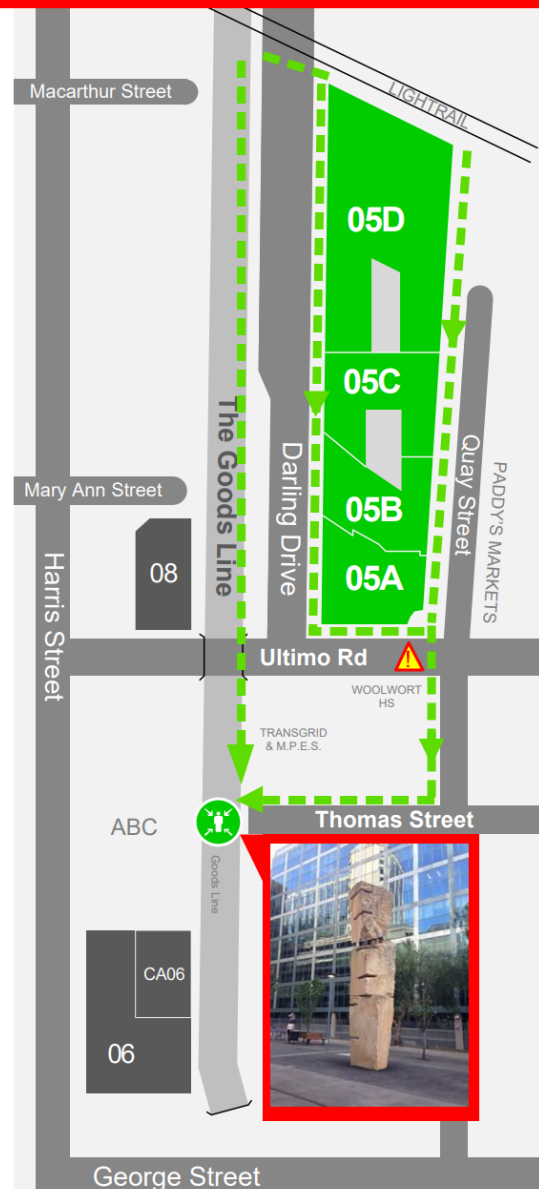 Macarthur Street
LIGHTRAIL
05D
05C
The Goods Line
Darling Drive
Quay Street
PADDY'S MARKETS
Mary Ann Street
05B
08
05A
Harris Street
Ultimo Rd
!
WOOLWORT
HS
TRANSGRID
& M.P.E.S.
ABC
Thomas Street
Goods Line
CA06
06
George Street